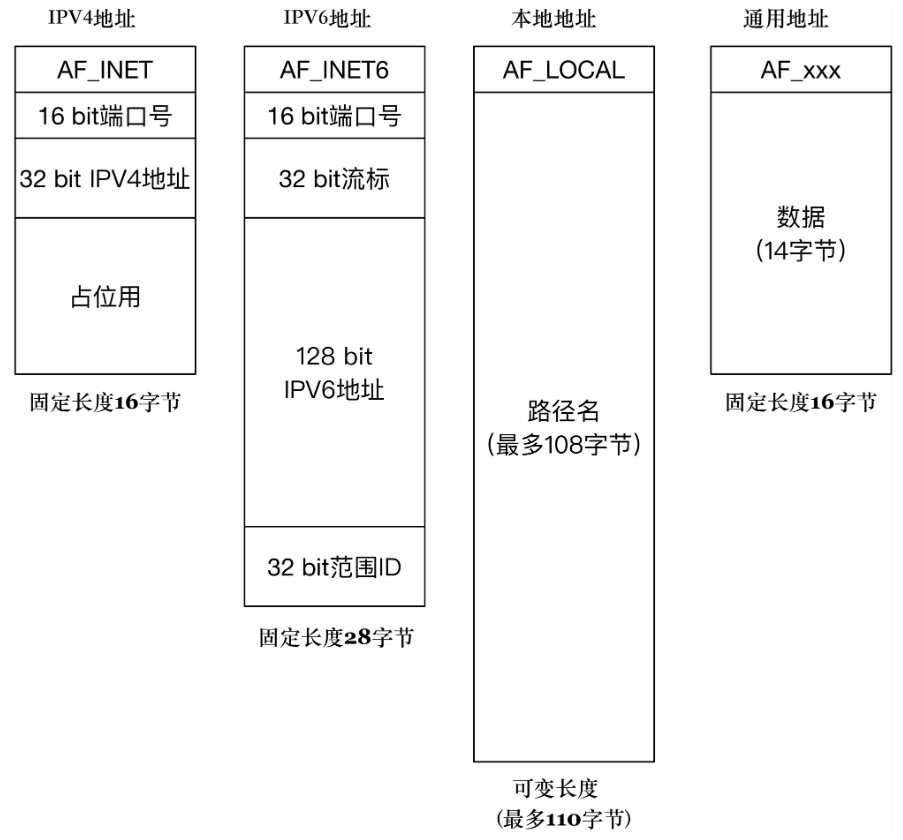 IPV4地址
AF_INET
16 bit端口号
32 bit IPV4地址
占位用
固定长度16字节
IPV6地址
AF_INET6
16 bit端口号
32 bit流标
128 bit
IPV6地址
32 bit范围ID
固定长度28字节
本地地址
AF_LOCAL
路径名
(最多108字节)
可变长度
(最多110字节)
通用地址
AF_xxx
数据
(14字节)
固定长度16字节